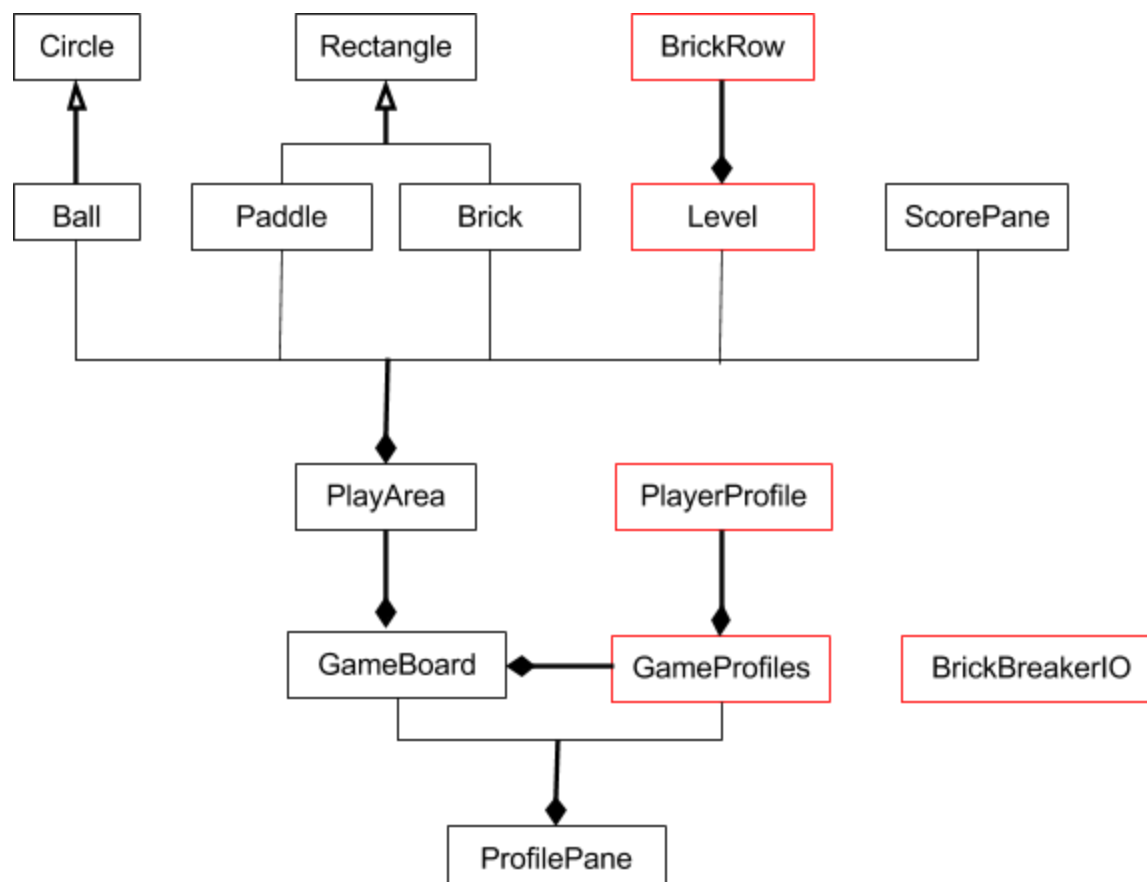 Circle
Rectangle
BrickRow
Ball
Paddle
Brick
Level
ScorePane
PlayArea
PlayerProfile
GameBoard
GameProfiles
BrickBreakerIO
ProfilePane